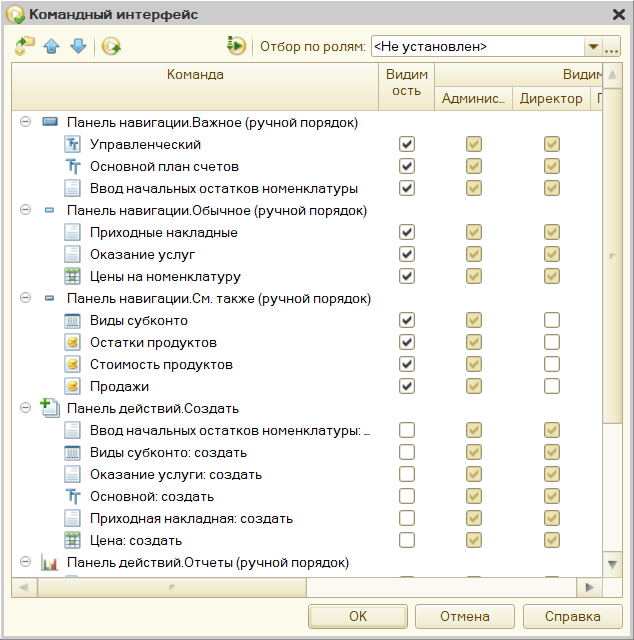 Командный интерфейс
Отбор по ролям: <Не установлен>
Команда
Видим
ость
Видим
Админис...
Директор
Панель навигации.Важное (ручной порядок)
Управленческий
Основной план счетов
Ввод начальных остатков номенклатуры
Панель навигации.Обычное (ручной порядок)
Приходные накладные
Оказание услуг
Цены на номенклатуру
Панель навигации.См. также (ручной порядок)
Виды субконто
Остатки продуктов
Стоимость продуктов
Продажи
Панель действий.Создать
Ввод начальных остатков номенклатуры: ...
Виды субконто: создать
Оказание услуги: создать
Основной: создать
Приходная накладная: создать
Цена: создать
Панель действий.Отчеты (ручной порядок)
OK
Отмена
Справка